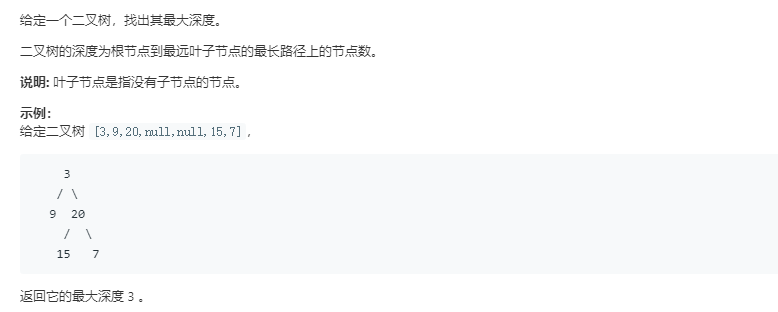 给定一个二叉树，找出其最大深度。
二叉树的深度为根节点到最远叶子节点的最长路径上的节点数。
说明: 叶子节点是指没有子节点的节点。
示例：
给定二叉树 [3,9,20,null,null,15,7]，
3
/ \
9 20
/ \
15 7
返回它的最大深度 3 。